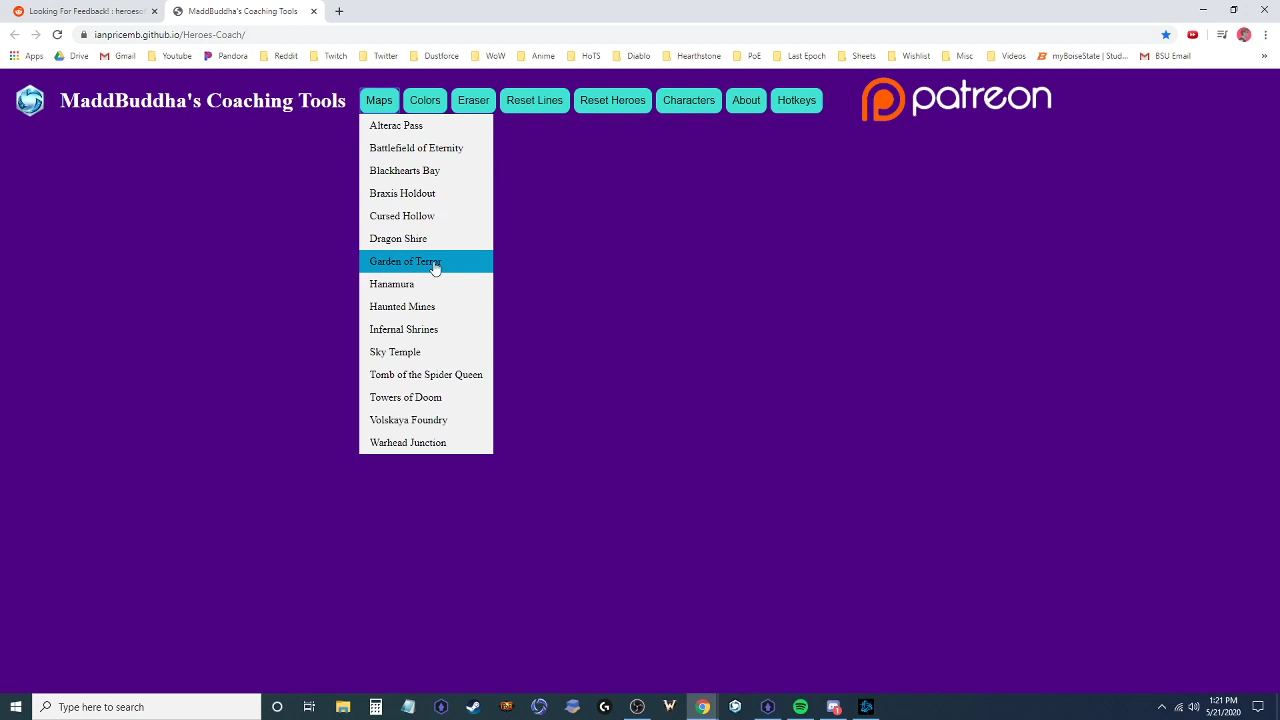 Looking For Feedback! : heroeso
MaddBuddha's Coaching Tools
ianpricemb.github.io/Heroes-Coach/
Apps Drive Gmail Youtube Pandora Reddit Twitch Twitter Dustforce WoW Anime HoTS Hearthstone Diablo PoE Last Epoch Sheets Wishlist Misc Videos myBoiseState | Stud... BSU Email
MaddBuddha's Coaching Tools
Maps Colors Eraser Reset Lines Reset Heroes Characters About Hotkeys
patreon
Alterac Pass
Battlefield of Eternity
Blackhearts Bay
Braxis Holdout
Cursed Hollow
Dragon Shire
Garden of Terror
Hanamura
Haunted Mines
Infernal Shrines
Sky Temple
Tomb of the Spider Queen
Towers of Doom
Volskaya Foundry
Warhead Junction
Type here to search
1:21 PM
5/21/2020